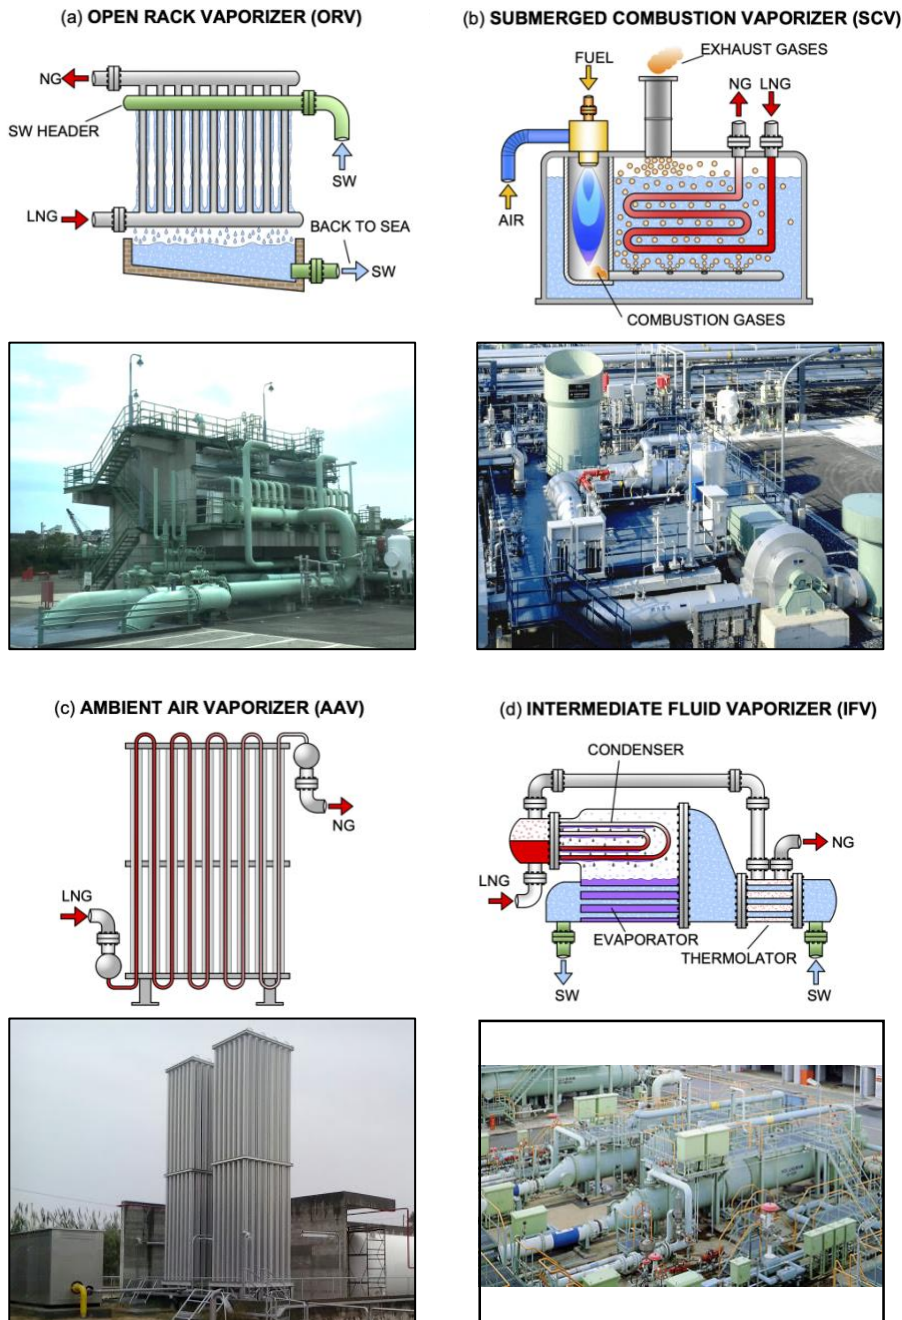 (a) OPEN RACK VAPORIZER (ORV)
NG
SW HEADER
SW
LNG
BACK TO SEA
SW
(b) SUBMERGED COMBUSTION VAPORIZER (SCV)
EXHAUST GASES
FUEL
NG
LNG
AIR
COMBUSTION GASES
(c) AMBIENT AIR VAPORIZER (AAV)
NG
LNG
(d) INTERMEDIATE FLUID VAPORIZER (IFV)
CONDENSER
NG
LNG
EVAPORATOR
THERMOLATOR
SW
SW